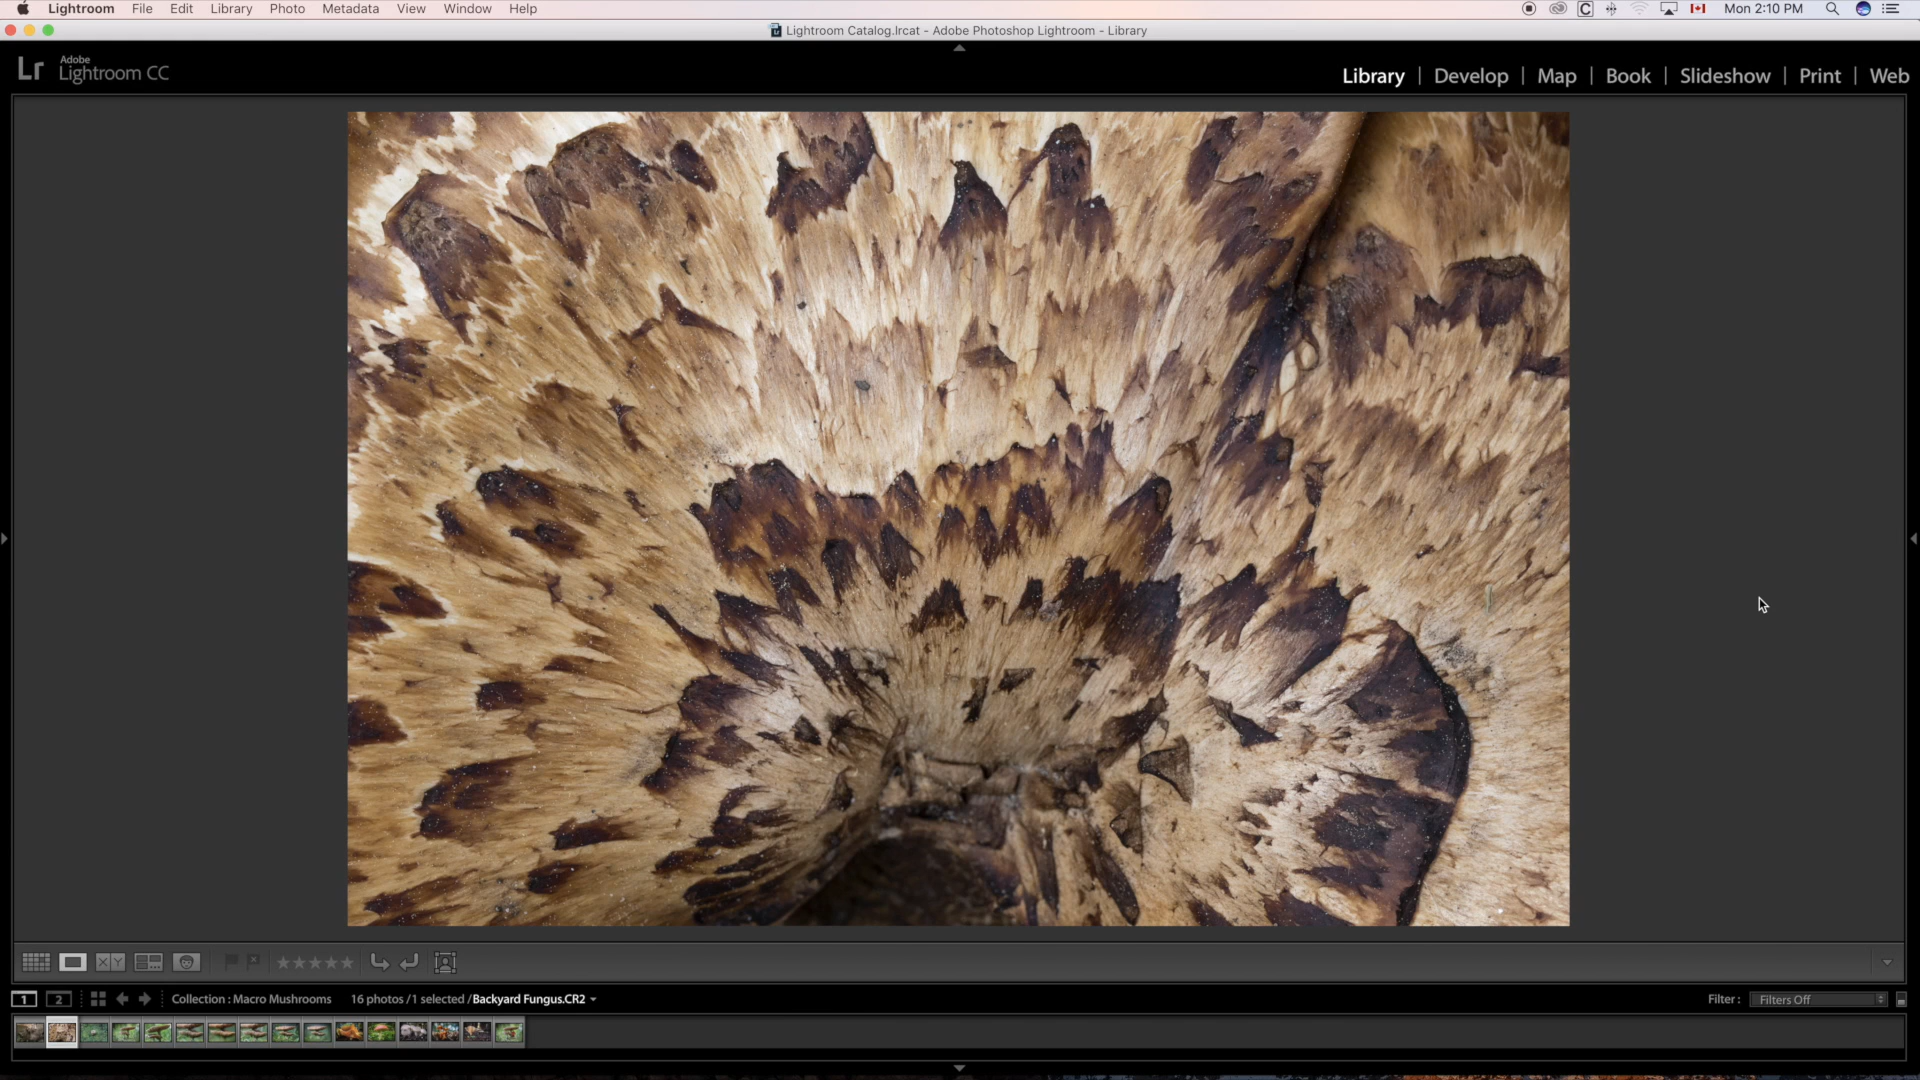 Lightroom File Edit Library Photo Metadata View Window Help Mon 2:10 PM
Lightroom Catalog.lrcat - Adobe Photoshop Lightroom - Library
Lr Adobe Lightroom CC
Library | Develop | Map | Book | Slideshow | Print | Web
XY
1 2 Collection : Macro Mushrooms 16 photos /1 selected /Backyard Fungus.CR2 Filter : Filters Off